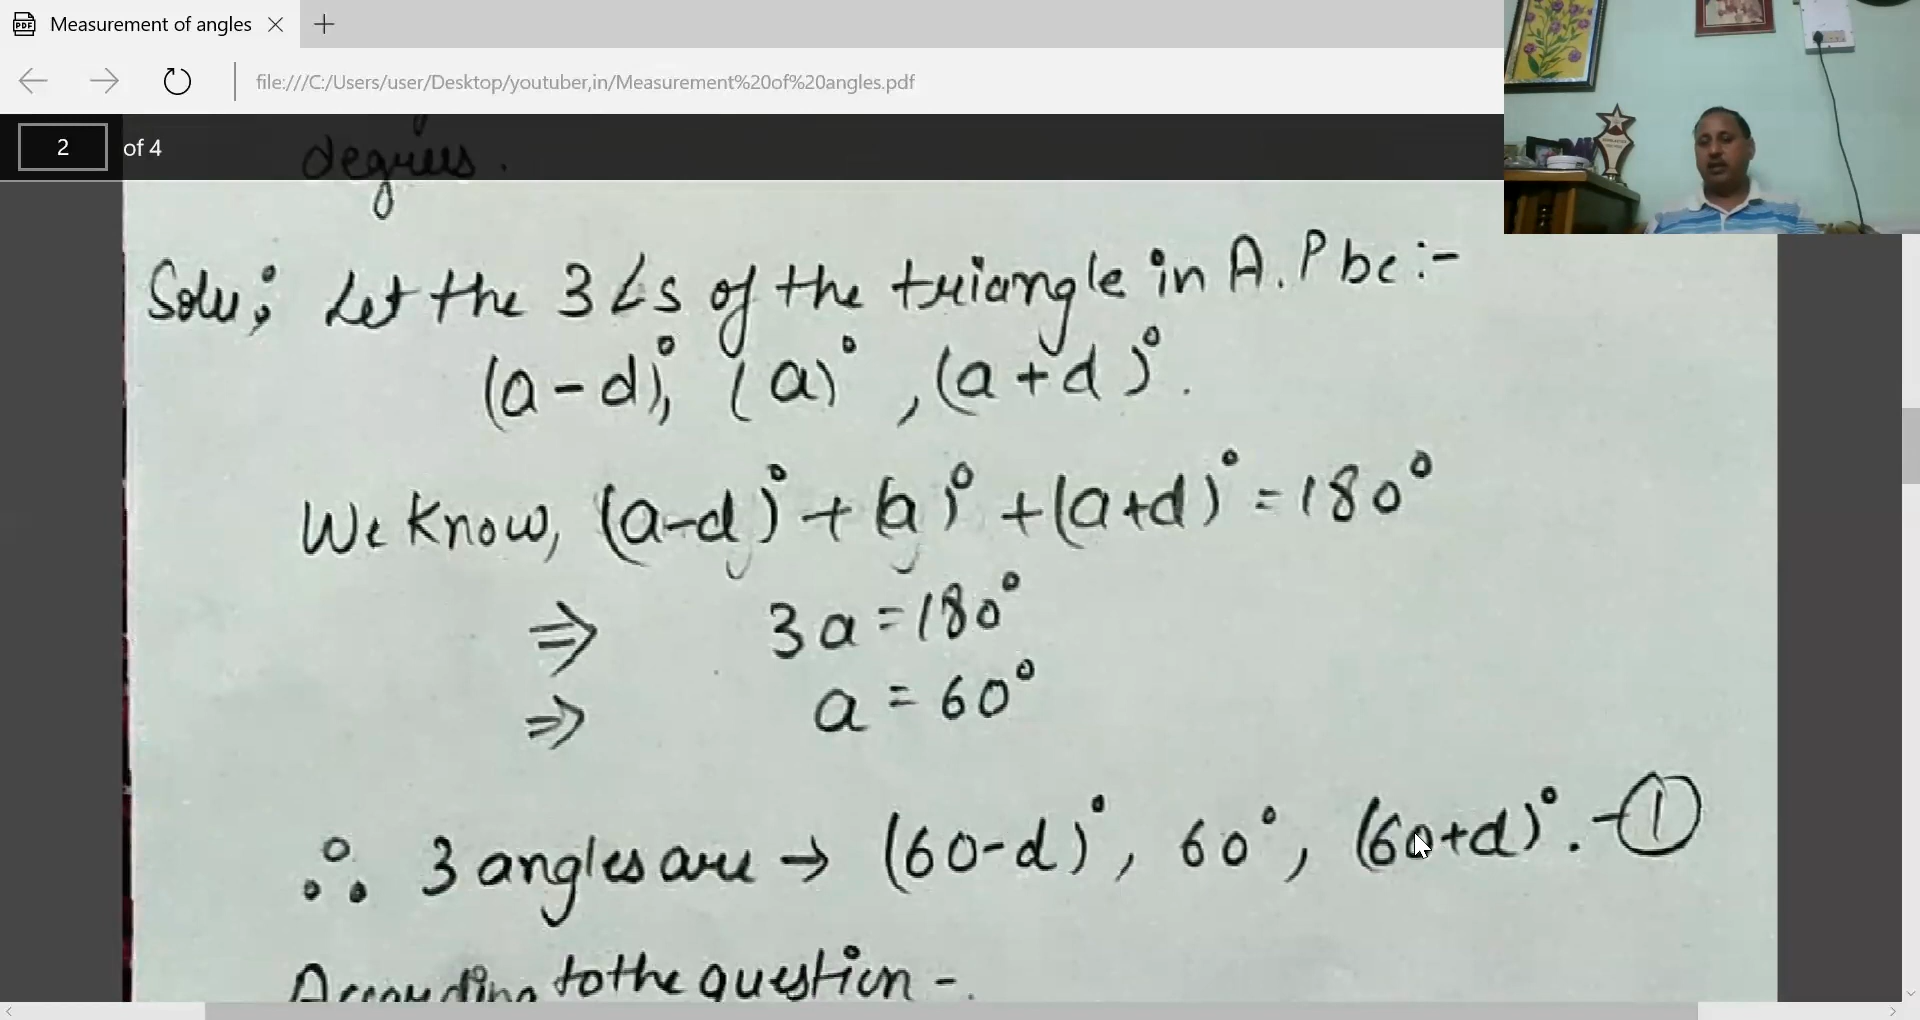 Measurement of angles
file:///C:/Users/user/Desktop/youtuber,in/Measurement%20of%20angles.pdf
2 of 4
degrees.
Solu; Let the 3 ∠s of the triangle in A.P be:-
(a-d)°, (a)°, (a+d)°.
We Know, (a-d)° + (a)° + (a+d)° = 180°
⇒ 3a = 180°
⇒ a = 60°
∴ 3 angles are → (60-d)°, 60°, (60+d)°. -①
According to the question -.